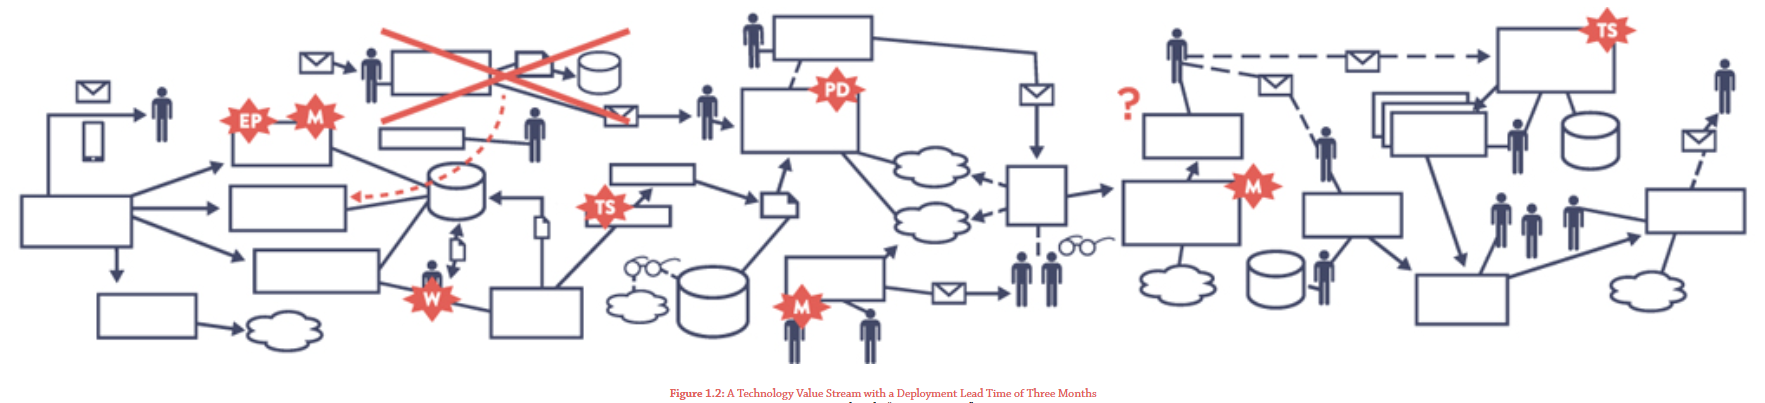 EP
M
W
TS
PD
M
?
M
TS
Figure 1.2: A Technology Value Stream with a Deployment Lead Time of Three Months